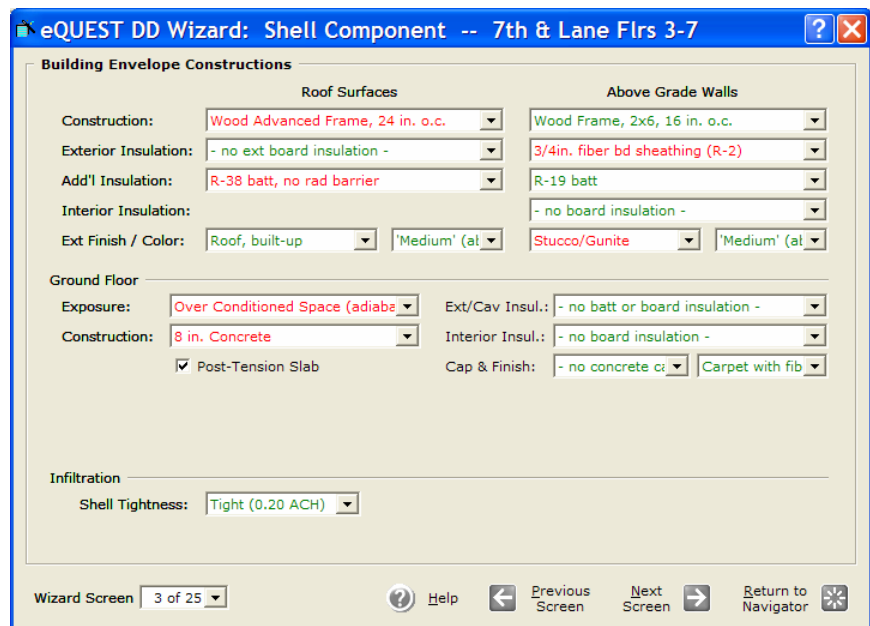 eQUEST DD Wizard: Shell Component -- 7th & Lane Flrs 3-7
Building Envelope Constructions
Roof Surfaces Above Grade Walls
Construction: Wood Advanced Frame, 24 in. o.c. Wood Frame, 2x6, 16 in. o.c.
Exterior Insulation: - no ext board insulation - 3/4in. fiber bd sheathing (R-2)
Add'l Insulation: R-38 batt, no rad barrier R-19 batt
Interior Insulation: - no board insulation -
Ext Finish / Color: Roof, built-up 'Medium' (al Stucco/Gunite 'Medium' (al
Ground Floor
Exposure: Over Conditioned Space (adiaba Ext/Cav Insul.: - no batt or board insulation -
Construction: 8 in. Concrete Interior Insul.: - no board insulation -
Post-Tension Slab Cap & Finish: - no concrete ca Carpet with fib
Infiltration
Shell Tightness: Tight (0.20 ACH)
Wizard Screen 3 of 25 ? Help Previous Screen Next Screen Return to Navigator